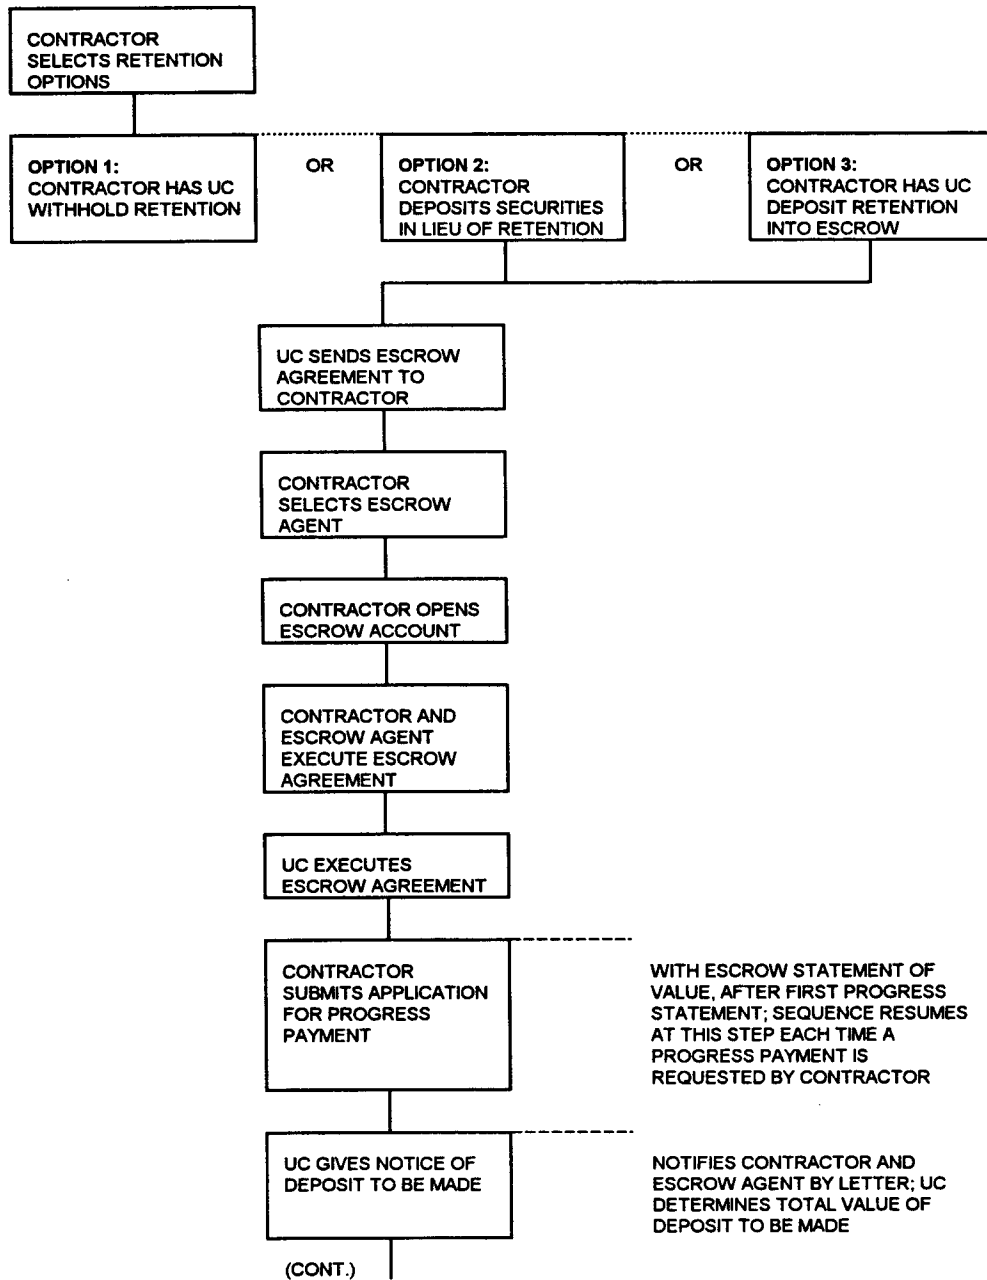 CONTRACTOR
SELECTS RETENTION
OPTIONS
OPTION 1:
CONTRACTOR HAS UC
WITHHOLD RETENTION
OR
OPTION 2:
CONTRACTOR
DEPOSITS SECURITIES
IN LIEU OF RETENTION
OR
OPTION 3:
CONTRACTOR HAS UC
DEPOSIT RETENTION
INTO ESCROW
UC SENDS ESCROW
AGREEMENT TO
CONTRACTOR
CONTRACTOR
SELECTS ESCROW
AGENT
CONTRACTOR OPENS
ESCROW ACCOUNT
CONTRACTOR AND
ESCROW AGENT
EXECUTE ESCROW
AGREEMENT
UC EXECUTES
ESCROW AGREEMENT
CONTRACTOR
SUBMITS APPLICATION
FOR PROGRESS
PAYMENT
WITH ESCROW STATEMENT OF
VALUE, AFTER FIRST PROGRESS
STATEMENT; SEQUENCE RESUMES
AT THIS STEP EACH TIME A
PROGRESS PAYMENT IS
REQUESTED BY CONTRACTOR
UC GIVES NOTICE OF
DEPOSIT TO BE MADE
NOTIFIES CONTRACTOR AND
ESCROW AGENT BY LETTER; UC
DETERMINES TOTAL VALUE OF
DEPOSIT TO BE MADE
(CONT.)